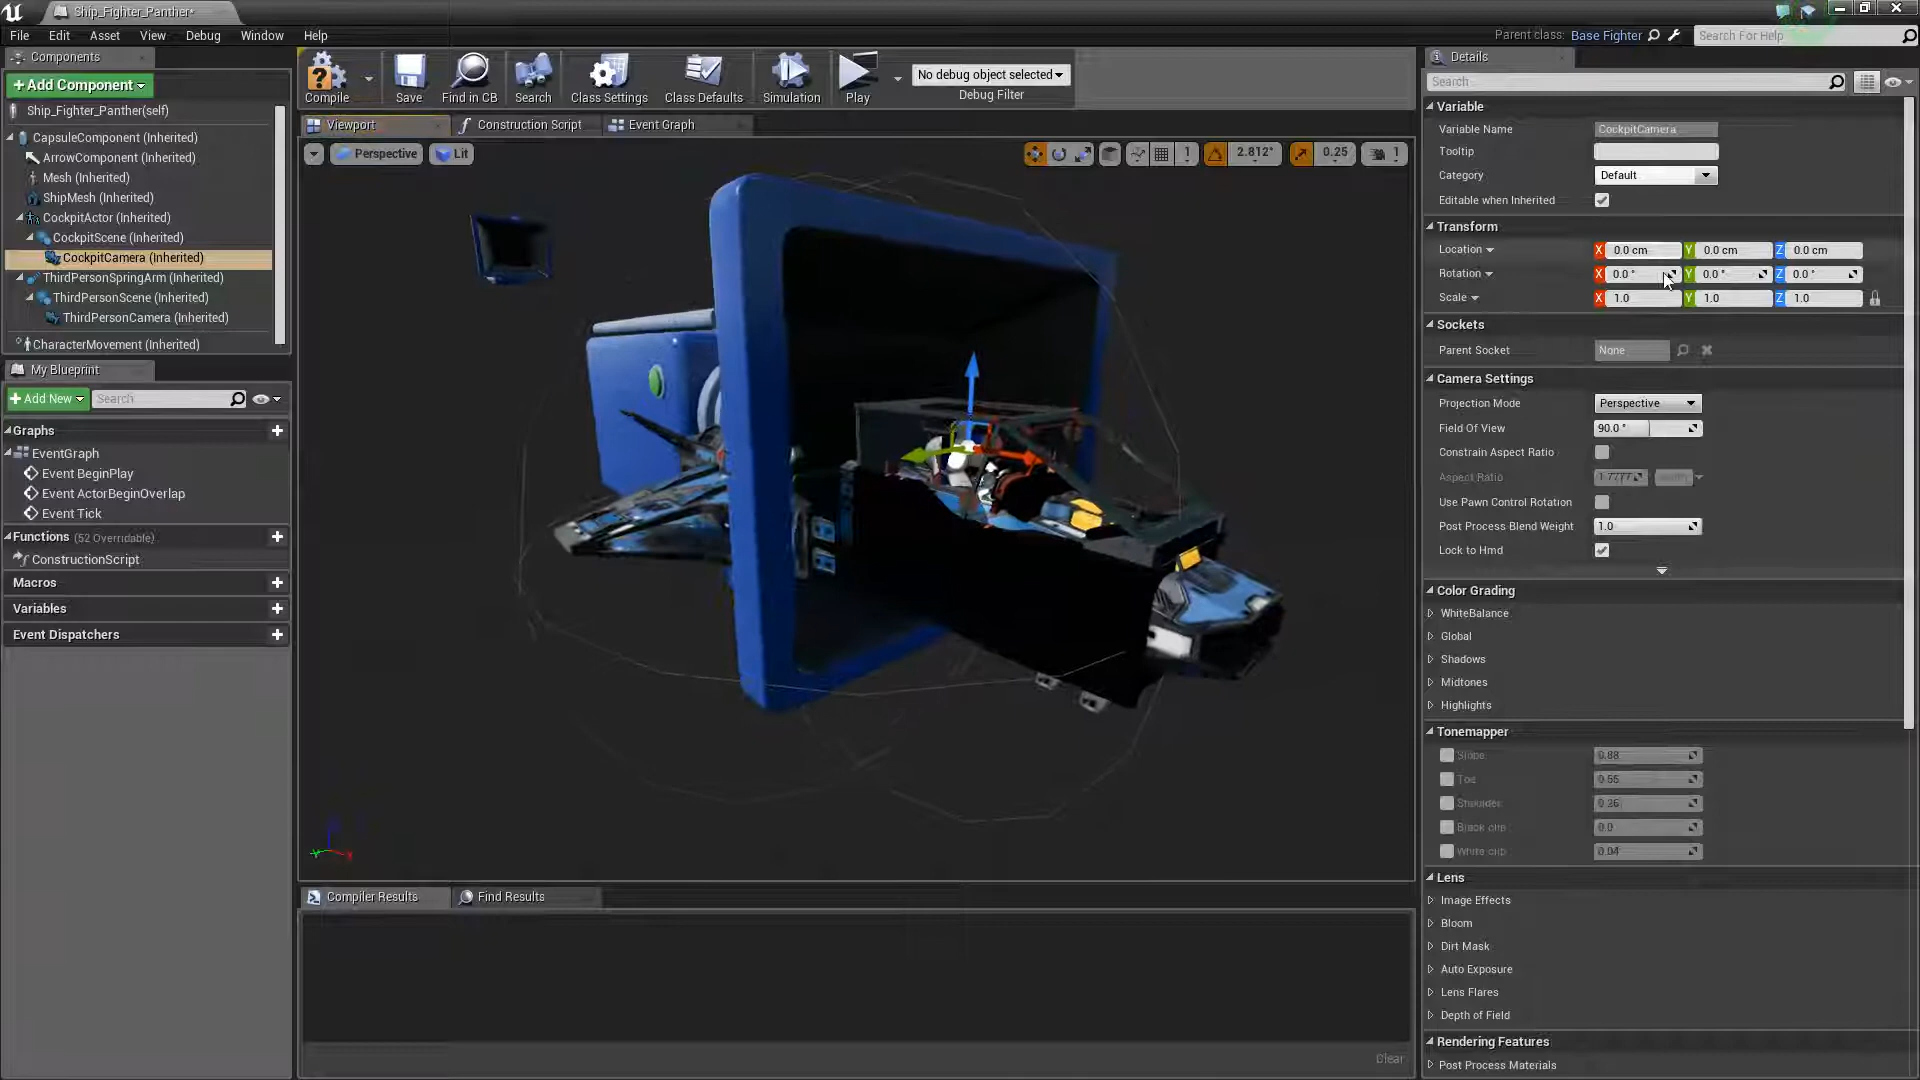 Ship_Fighter_Panther*
File Edit Asset View Debug Window Help
Parent class: Base Fighter
Search For Help
Components
+Add Component
Ship_Fighter_Panther(self)
CapsuleComponent (Inherited)
ArrowComponent (Inherited)
Mesh (Inherited)
ShipMesh (Inherited)
CockpitActor (Inherited)
CockpitScene (Inherited)
CockpitCamera (Inherited)
ThirdPersonSpringArm (Inherited)
ThirdPersonScene (Inherited)
ThirdPersonCamera (Inherited)
CharacterMovement (Inherited)
My Blueprint
+Add New
Search
Graphs
EventGraph
Event BeginPlay
Event ActorBeginOverlap
Event Tick
Functions (52 Overridable)
ConstructionScript
Macros
Variables
Event Dispatchers
Compile
Save
Find in CB
Search
Class Settings
Class Defaults
Simulation
Play
No debug object selected
Debug Filter
Viewport
Construction Script
Event Graph
Perspective
Lit
1
2.812°
0.25
1
Compiler Results
Find Results
Clear
Details
Search
Variable
Variable Name CockpitCamera
Tooltip
Category Default
Editable when Inherited
Transform
Location X 0.0 cm Y 0.0 cm Z 0.0 cm
Rotation X 0.0 ° Y 0.0 ° Z 0.0 °
Scale X 1.0 Y 1.0 Z 1.0
Sockets
Parent Socket None
Camera Settings
Projection Mode Perspective
Field Of View 90.0 °
Constrain Aspect Ratio
Aspect Ratio 1.7777
Use Pawn Control Rotation
Post Process Blend Weight 1.0
Lock to Hmd
Color Grading
WhiteBalance
Global
Shadows
Midtones
Highlights
Tonemapper
Slope 0.88
Toe 0.55
Shoulder 0.26
Black clip 0.0
White clip 0.04
Lens
Image Effects
Bloom
Dirt Mask
Auto Exposure
Lens Flares
Depth of Field
Rendering Features
Post Process Materials